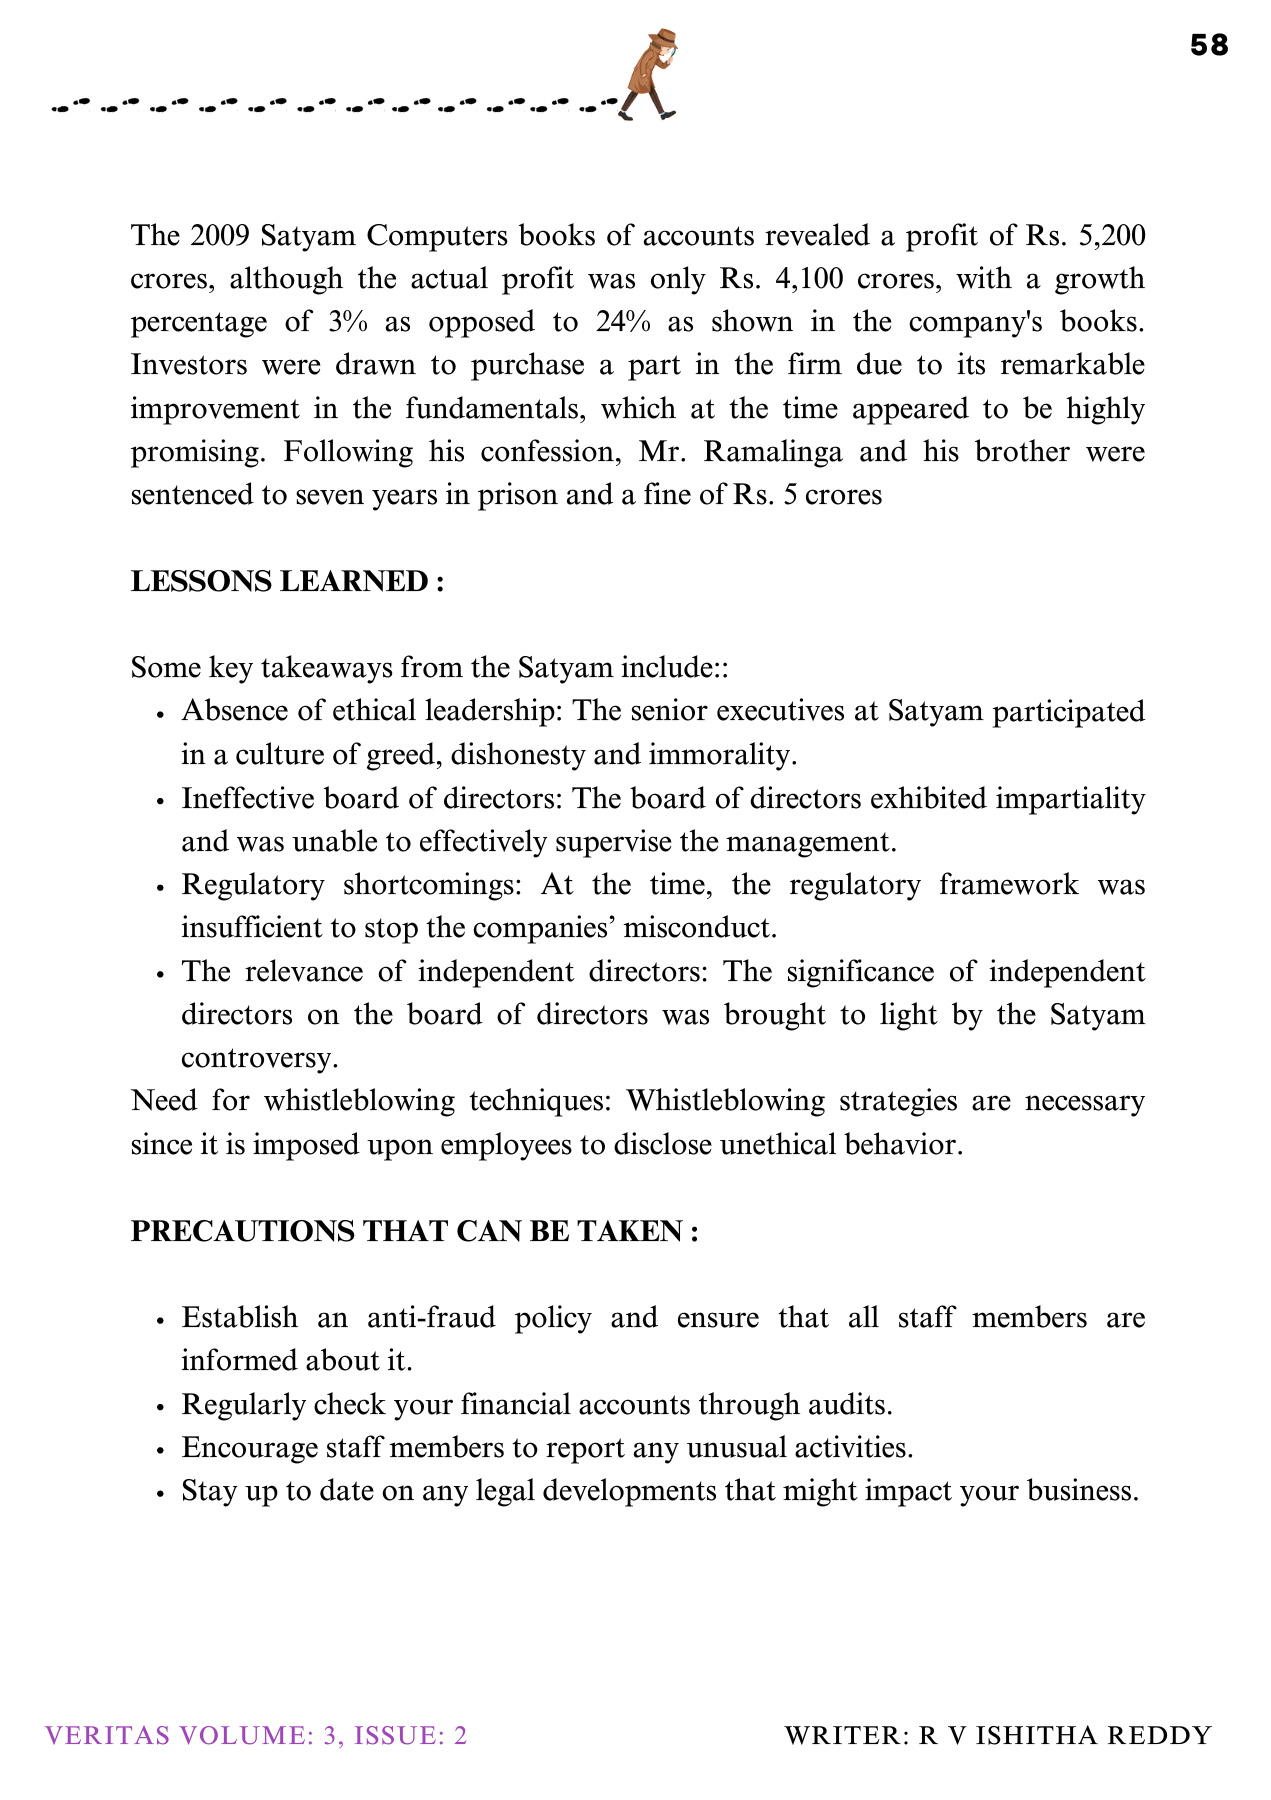 58
The 2009 Satyam Computers books of accounts revealed a profit of Rs. 5,200
crores, although the actual profit was only Rs. 4,100 crores, with a growth
percentage of 3% as opposed to 24% as shown in the company's books.
Investors were drawn to purchase a part in the firm due to its remarkable
improvement in the fundamentals, which at the time appeared to be highly
promising. Following his confession, Mr. Ramalinga and his brother were
sentenced to seven years in prison and a fine of Rs. 5 crores
LESSONS LEARNED :
Some key takeaways from the Satyam include::
• Absence of ethical leadership: The senior executives at Satyam participated
in a culture of greed, dishonesty and immorality.
• Ineffective board of directors: The board of directors exhibited impartiality
and was unable to effectively supervise the management.
• Regulatory shortcomings: At the time, the regulatory framework was
insufficient to stop the companies’ misconduct.
• The relevance of independent directors: The significance of independent
directors on the board of directors was brought to light by the Satyam
controversy.
Need for whistleblowing techniques: Whistleblowing strategies are necessary
since it is imposed upon employees to disclose unethical behavior.
PRECAUTIONS THAT CAN BE TAKEN :
• Establish an anti-fraud policy and ensure that all staff members are
informed about it.
• Regularly check your financial accounts through audits.
• Encourage staff members to report any unusual activities.
• Stay up to date on any legal developments that might impact your business.
VERITAS VOLUME: 3, ISSUE: 2
WRITER: R V ISHITHA REDDY